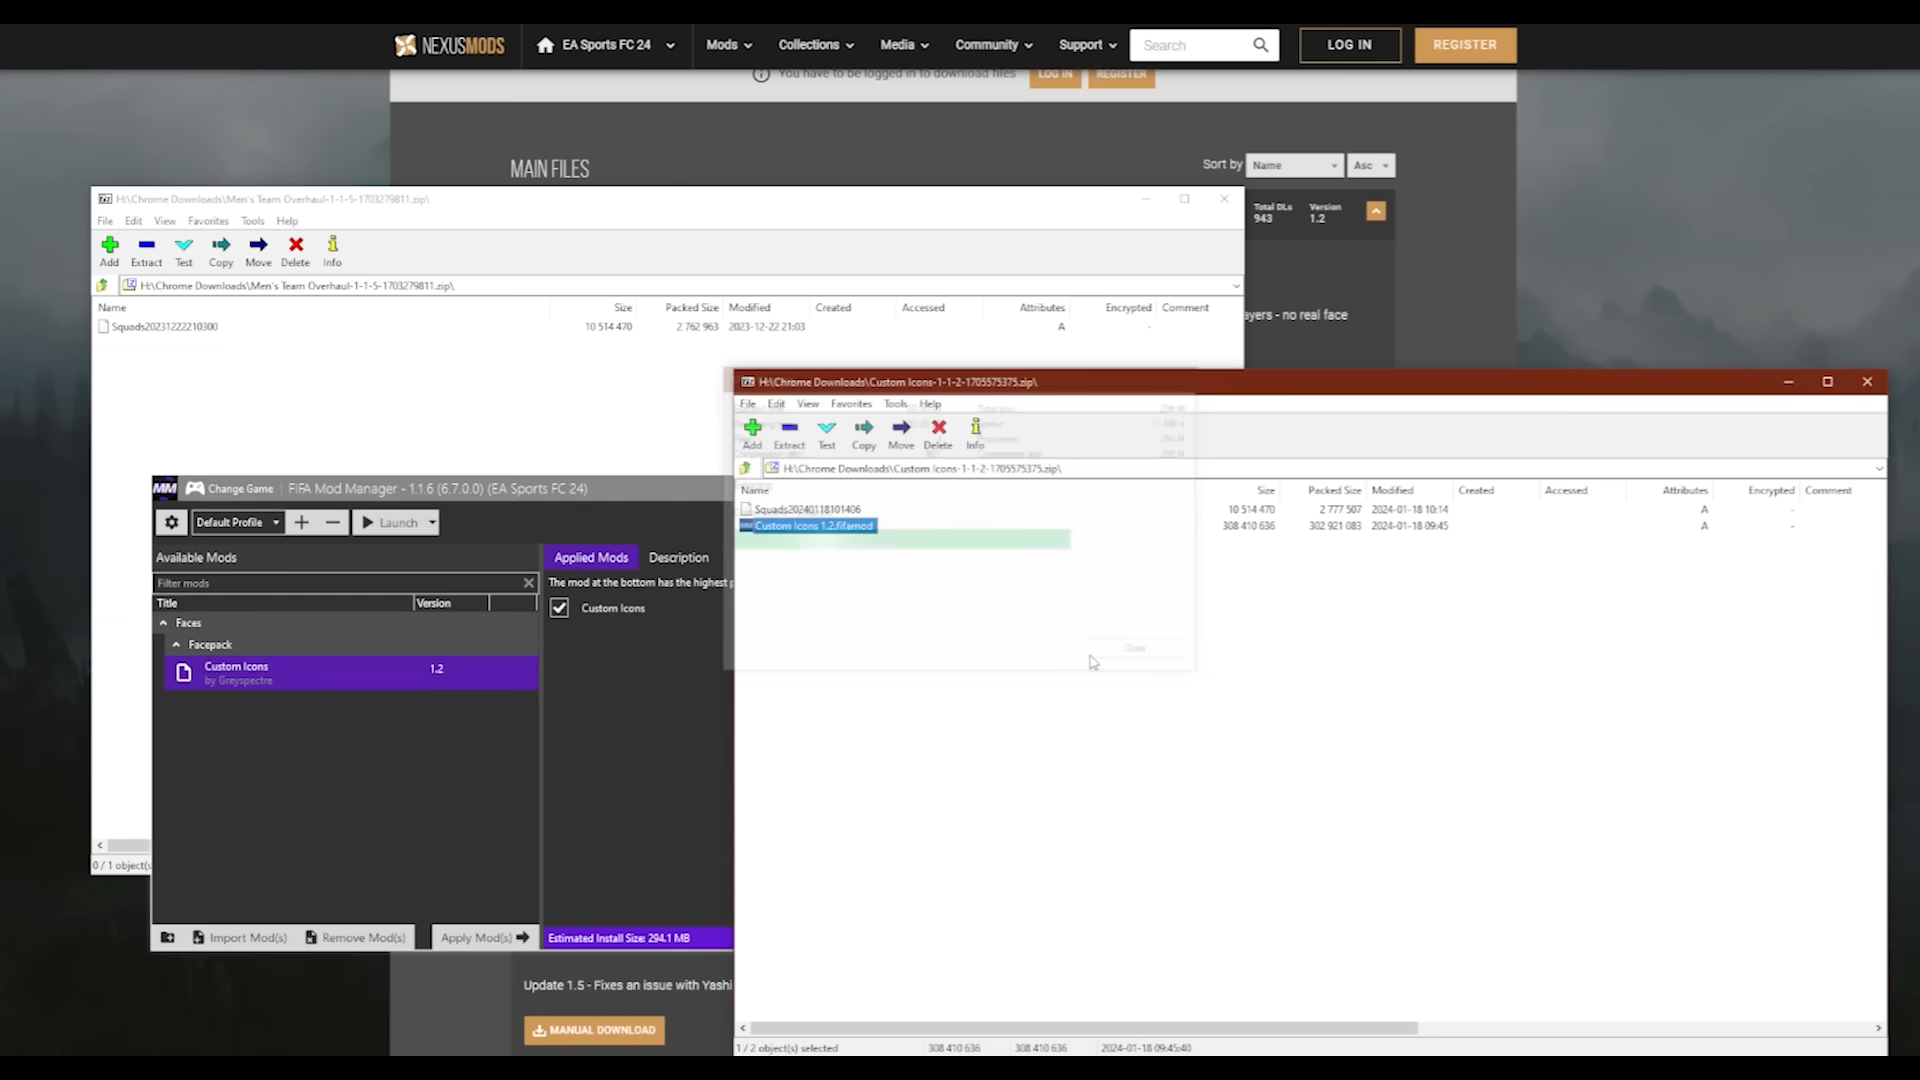 NEXUSMODS EA Sports FC 24 Mods Collections Media Community Support Search LOG IN REGISTER
You have to be logged in to download files LOG IN REGISTER
MAIN FILES
Sort by Name Asc
Total DLs Version
943 1.2
ayers - no real face
H:\Chrome Downloads\Men's Team Overhaul-1-1-5-1703279811.zip\
File Edit View Favorites Tools Help
Add Extract Test Copy Move Delete Info
H:\Chrome Downloads\Men's Team Overhaul-1-1-5-1703279811.zip\
Name Size Packed Size Modified Created Accessed Attributes Encrypted Comment
Squads20231222210300 10 514 470 2 762 963 2023-12-22 21:03 A -
0 / 1 object(s
H:\Chrome Downloads\Custom Icons-1-1-2-1705575375.zip\
File Edit View Favorites Tools Help
Add Extract Test Copy Move Delete Info
H:\Chrome Downloads\Custom Icons-1-1-2-1705575375.zip\
Name Size Packed Size Modified Created Accessed Attributes Encrypted Comment
Squads20240118101406 10 514 470 2 777 507 2024-01-18 10:14 A -
Custom Icons 1.2.fifamod 308 410 636 302 921 083 2024-01-18 09:45 A -
Close
1 / 2 object(s) selected 308 410 636 308 410 636 2024-01-18 09:45:40
MM Change Game FIFA Mod Manager - 1.1.6 (6.7.0.0) (EA Sports FC 24)
Default Profile Launch
Available Mods Applied Mods Description
Filter mods The mod at the bottom has the highest
Title Version
Custom Icons
Faces
Facepack
Custom Icons 1.2
by Greyspectre
Import Mod(s) Remove Mod(s) Apply Mod(s) Estimated Install Size: 294.1 MB
Update 1.5 - Fixes an issue with Yashi
MANUAL DOWNLOAD